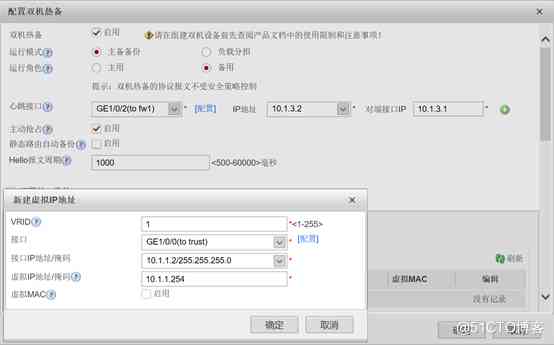 配置双机热备
双机热备 启用 请在组建双机设备前先查阅产品文档中的使用限制和注意事项!
运行模式 主备备份 负载分担
运行角色 主用 备用
提示:双机热备的协议报文不受安全策略控制
心跳接口 GE1/0/2(to fw1) * [配置] IP地址 10.1.3.2 * 对端接口IP 10.1.3.1 *
主动抢占 启用
静态路由自动备份 启用
Hello报文周期 1000 <500-60000>毫秒
新建虚拟IP地址
VRID 1 *<1-255>
接口 GE1/0/0(to trust) * [配置]
接口IP地址/掩码 10.1.1.2/255.255.255.0 *
虚拟IP地址/掩码 10.1.1.254 *
虚拟MAC 启用
确定 取消
刷新
虚拟MAC 编辑
没有记录
@51CTO博客